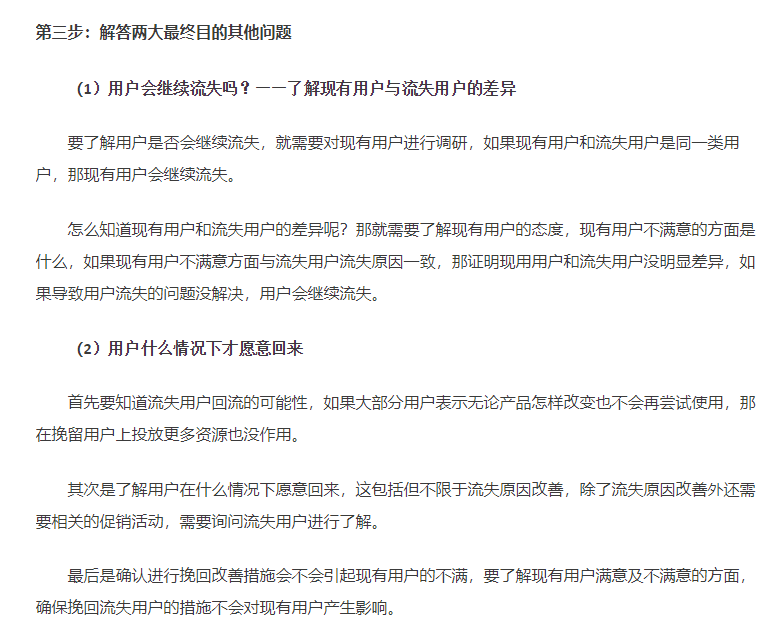 第三步：解答两大最终目的其他问题
（1）用户会继续流失吗？——了解现有用户与流失用户的差异
要了解用户是否会继续流失，就需要对现有用户进行调研，如果现有用户和流失用户是同一类用
户，那现有用户会继续流失。
怎么知道现有用户和流失用户的差异呢？那就需要了解现有用户的态度，现有用户不满意的方面是
什么，如果现有用户不满意方面与流失用户流失原因一致，那证明现用用户和流失用户没明显差异，如
果导致用户流失的问题没解决，用户会继续流失。
（2）用户什么情况下才愿意回来
首先要知道流失用户回流的可能性，如果大部分用户表示无论产品怎样改变也不会再尝试使用，那
在挽留用户上投放更多资源也没作用。
其次是了解用户在什么情况下愿意回来，这包括但不限于流失原因改善，除了流失原因改善外还需
要相关的促销活动，需要询问流失用户进行了解。
最后是确认进行挽回改善措施会不会引起现有用户的不满，要了解现有用户满意及不满意的方面，
确保挽回流失用户的措施不会对现有用户产生影响。